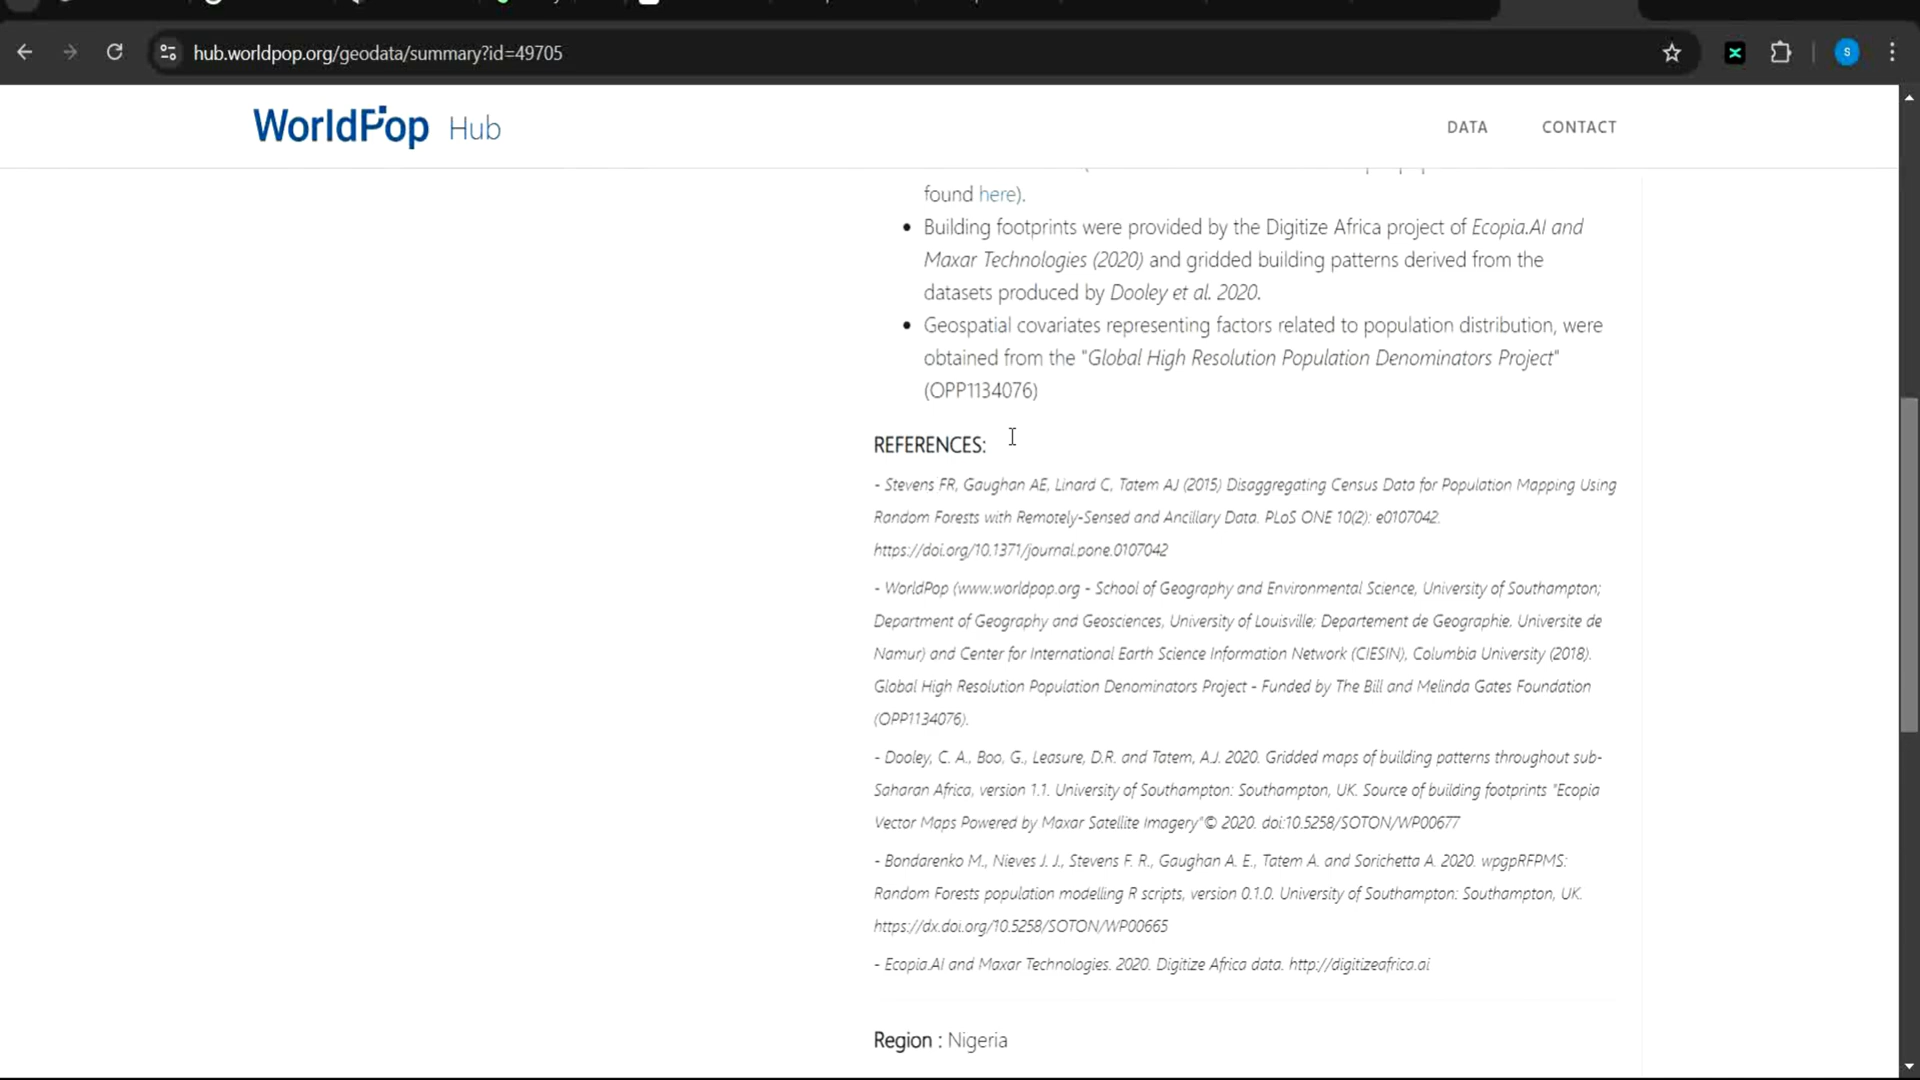 hub.worldpop.org/geodata/summary?id=49705
S
WorldPop Hub
DATA
CONTACT
found here).
• Building footprints were provided by the Digitize Africa project of Ecopia.AI and
Maxar Technologies (2020) and gridded building patterns derived from the
datasets produced by Dooley et al. 2020.
• Geospatial covariates representing factors related to population distribution, were
obtained from the "Global High Resolution Population Denominators Project"
(OPP1134076)
REFERENCES:
- Stevens FR, Gaughan AE, Linard C, Tatem AJ (2015) Disaggregating Census Data for Population Mapping Using
Random Forests with Remotely-Sensed and Ancillary Data. PLoS ONE 10(2): e0107042.
https://doi.org/10.1371/journal.pone.0107042
- WorldPop (www.worldpop.org - School of Geography and Environmental Science, University of Southampton;
Department of Geography and Geosciences, University of Louisville; Departement de Geographie, Universite de
Namur) and Center for International Earth Science Information Network (CIESIN), Columbia University (2018).
Global High Resolution Population Denominators Project - Funded by The Bill and Melinda Gates Foundation
(OPP1134076).
- Dooley, C. A., Boo, G., Leasure, D.R. and Tatem, A.J. 2020. Gridded maps of building patterns throughout sub-
Saharan Africa, version 1.1. University of Southampton: Southampton, UK. Source of building footprints "Ecopia
Vector Maps Powered by Maxar Satellite Imagery"© 2020. doi:10.5258/SOTON/WP00677
- Bondarenko M., Nieves J. J., Stevens F. R., Gaughan A. E., Tatem A. and Sorichetta A. 2020. wpgpRFPMS:
Random Forests population modelling R scripts, version 0.1.0. University of Southampton: Southampton, UK.
https://dx.doi.org/10.5258/SOTON/WP00665
- Ecopia.AI and Maxar Technologies. 2020. Digitize Africa data. http://digitizeafrica.ai
Region : Nigeria